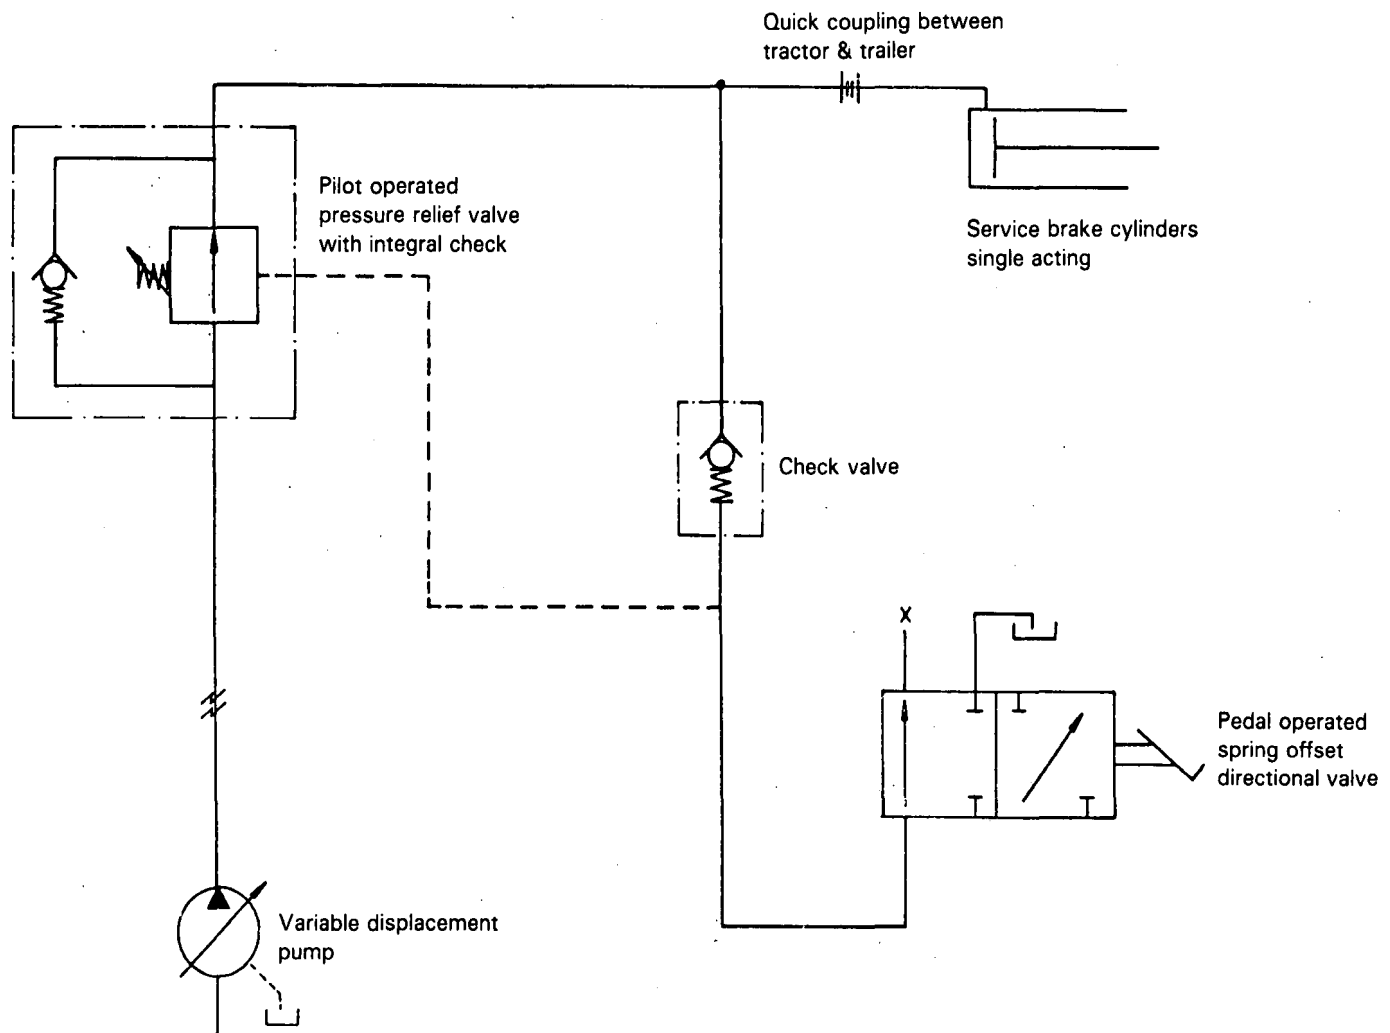 Quick coupling between
tractor & trailer
Pilot operated
pressure relief valve
with integral check
Service brake cylinders
single acting
Check valve
X
Pedal operated
spring offset
directional valve
Variable displacement
pump